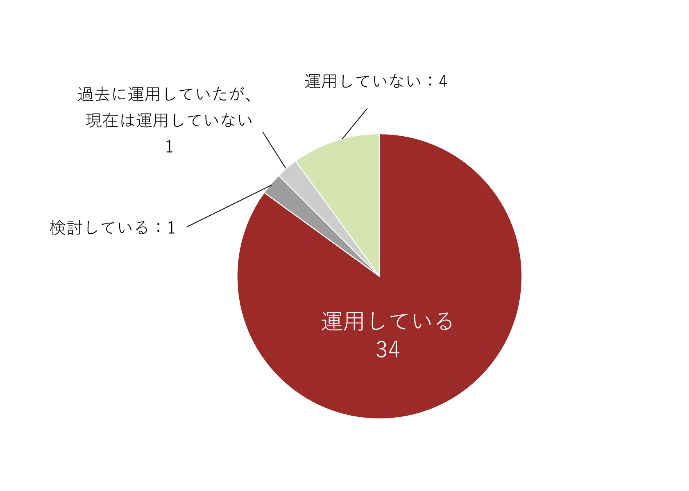 運用していない：4
過去に運用していたが、
現在は運用していない
1
検討している：1
運用している
34